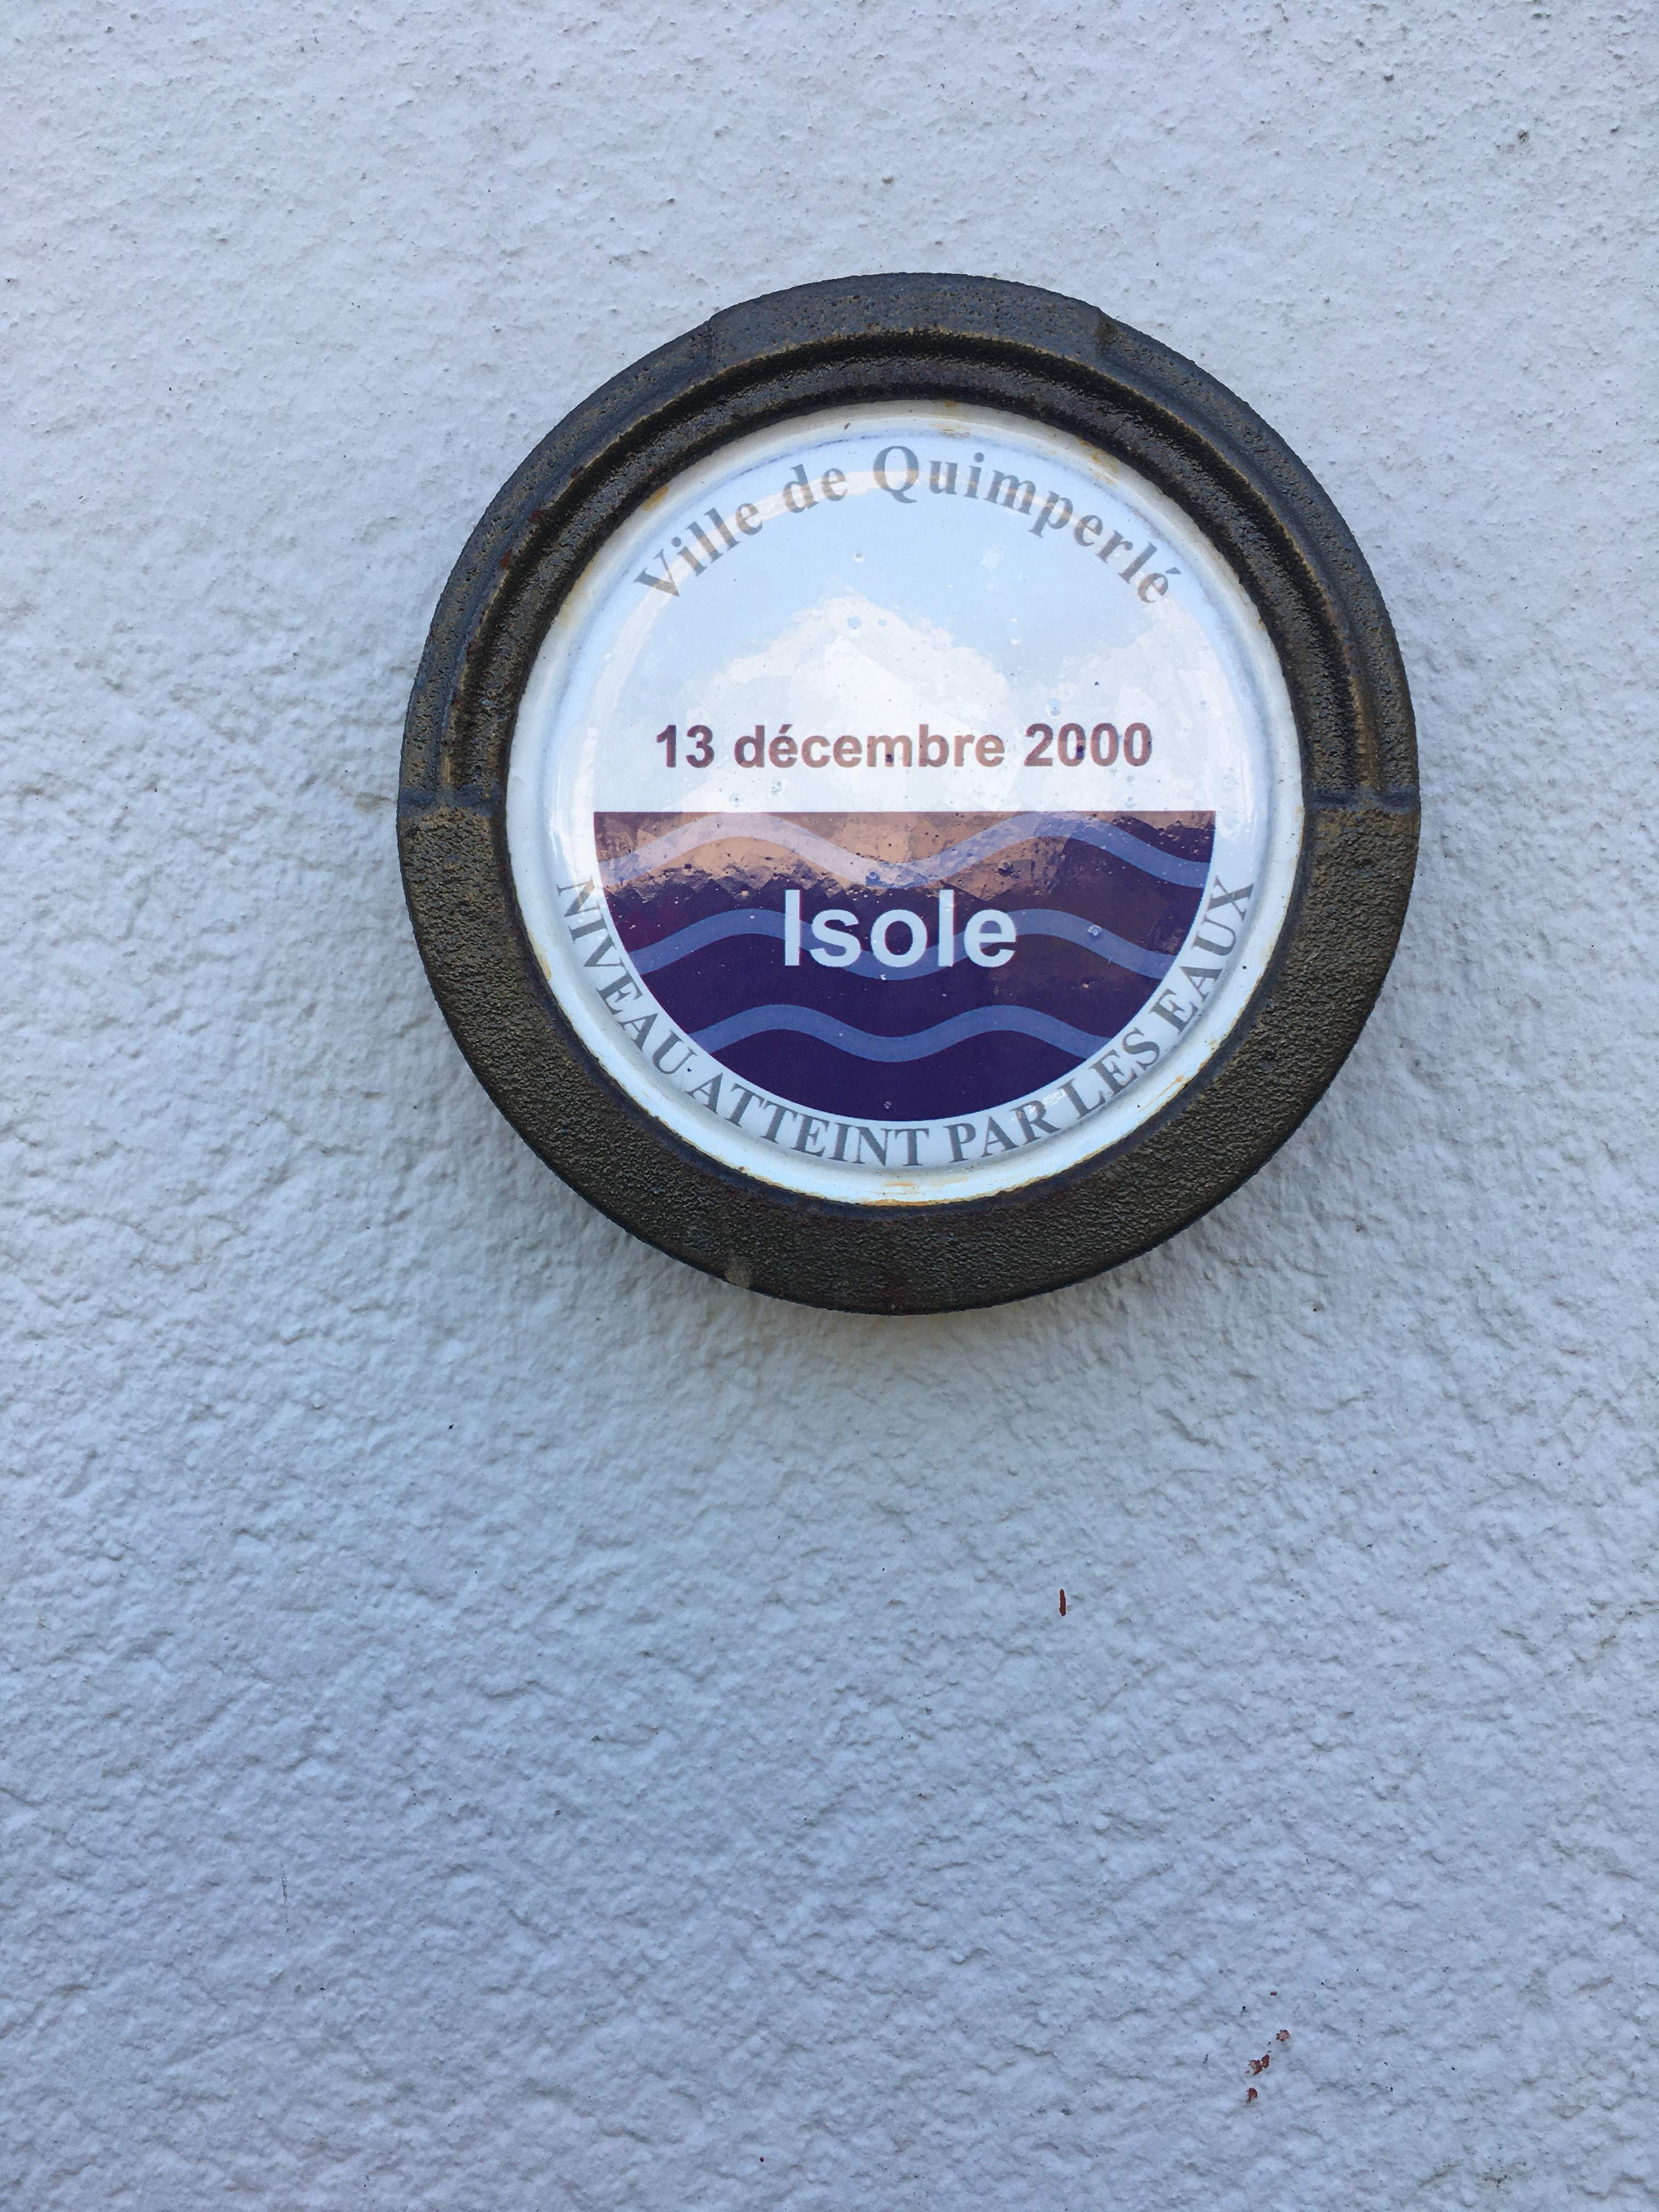 Ville de Quimperlé
13 décembre 2000
Isole
NIVEAU ATTEINT PAR LES EAUX